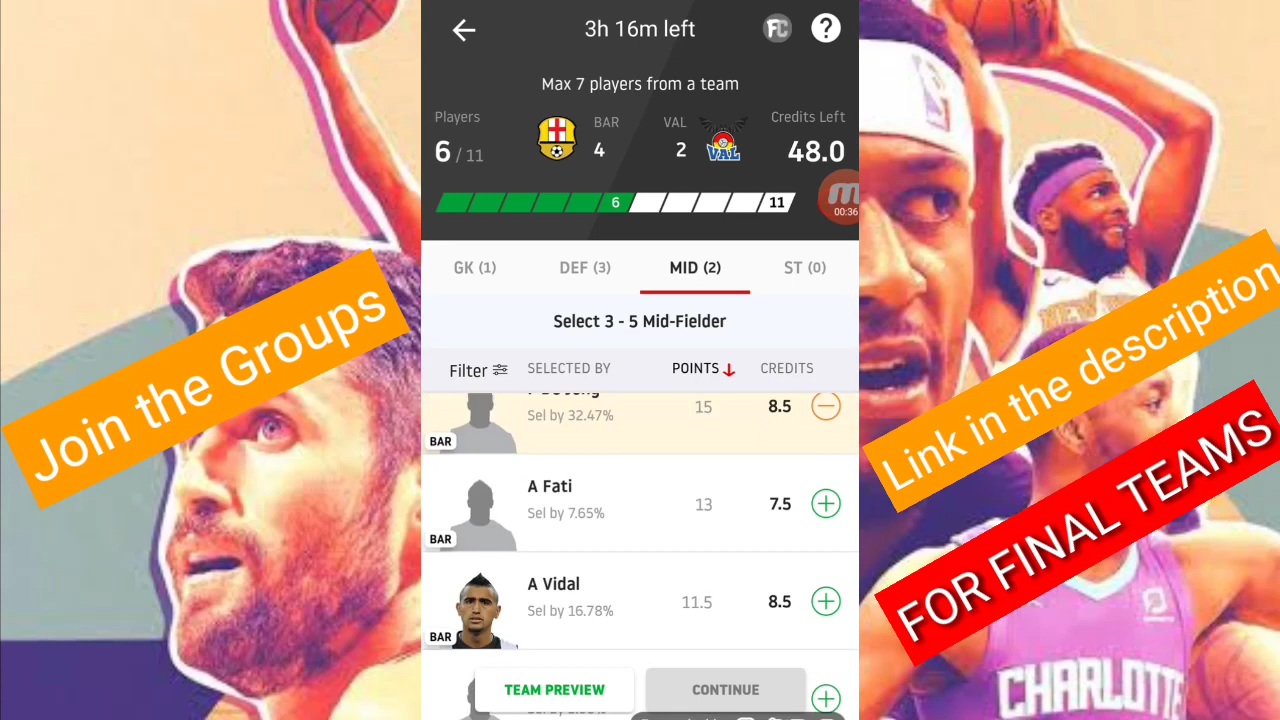 Join the Groups
3h 16m left
FC
?
Max 7 players from a team
Players
BAR
VAL
Credits Left
6 / 11
4
2
VAL
48.0
6
11
00:36
GK (1)
DEF (3)
MID (2)
ST (0)
Select 3 - 5 Mid-Fielder
Filter
SELECTED BY
POINTS
CREDITS
Sel by 32.47%
15
8.5
BAR
A Fati
Sel by 7.65%
13
7.5
BAR
A Vidal
Sel by 16.78%
11.5
8.5
BAR
TEAM PREVIEW
CONTINUE
Link in the description
FOR FINAL TEAMS
CHARLOTTE